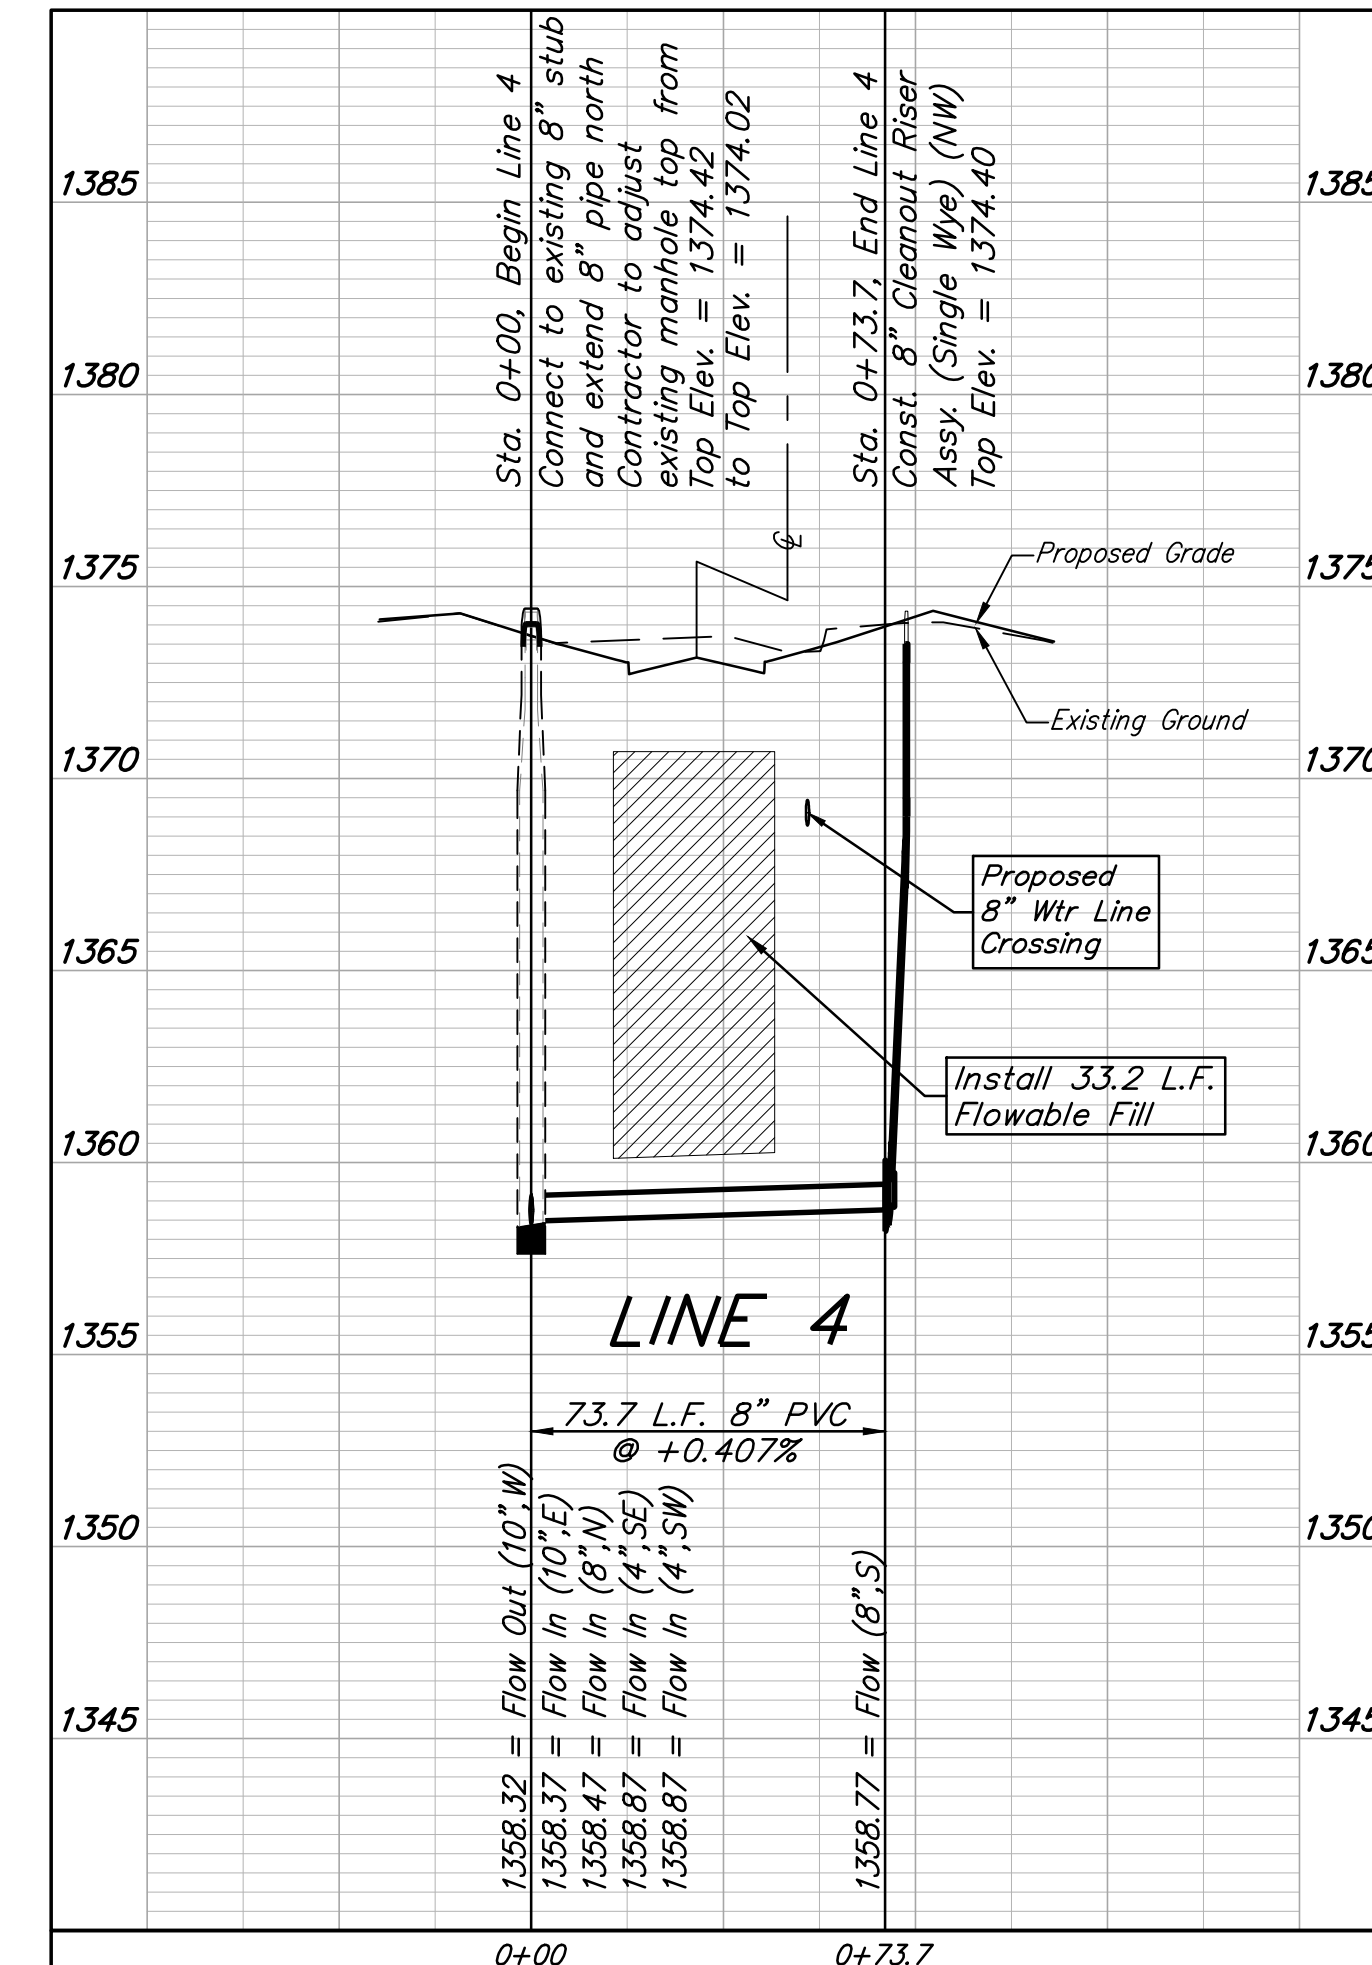 Sta. 0+00, Begin Line 4
Connect to existing 8" stub
and extend 8" pipe north
Contractor to adjust
existing manhole top from
Top Elev. = 1374.42
to Top Elev. = 1374.02
Sta. 0+73.7, End Line 4
Const. 8" Cleanout Riser
Assy. (Single Wye) (NW)
Top Elev. = 1374.40
1385
1385
1380
1380
1375
1375
℄
Proposed Grade
Existing Ground
1370
1370
Proposed
8" Wtr Line
Crossing
1365
1365
Install 33.2 L.F.
Flowable Fill
1360
1360
LINE 4
1355
1355
73.7 L.F. 8" PVC
@ +0.407%
1350
1350
1345
1345
1358.32 = Flow Out (10",W)
1358.37 = Flow In (10",E)
1358.47 = Flow In (8",N)
1358.87 = Flow In (4",SE)
1358.87 = Flow In (4",SW)
1358.77 = Flow (8",S)
0+00
0+73.7